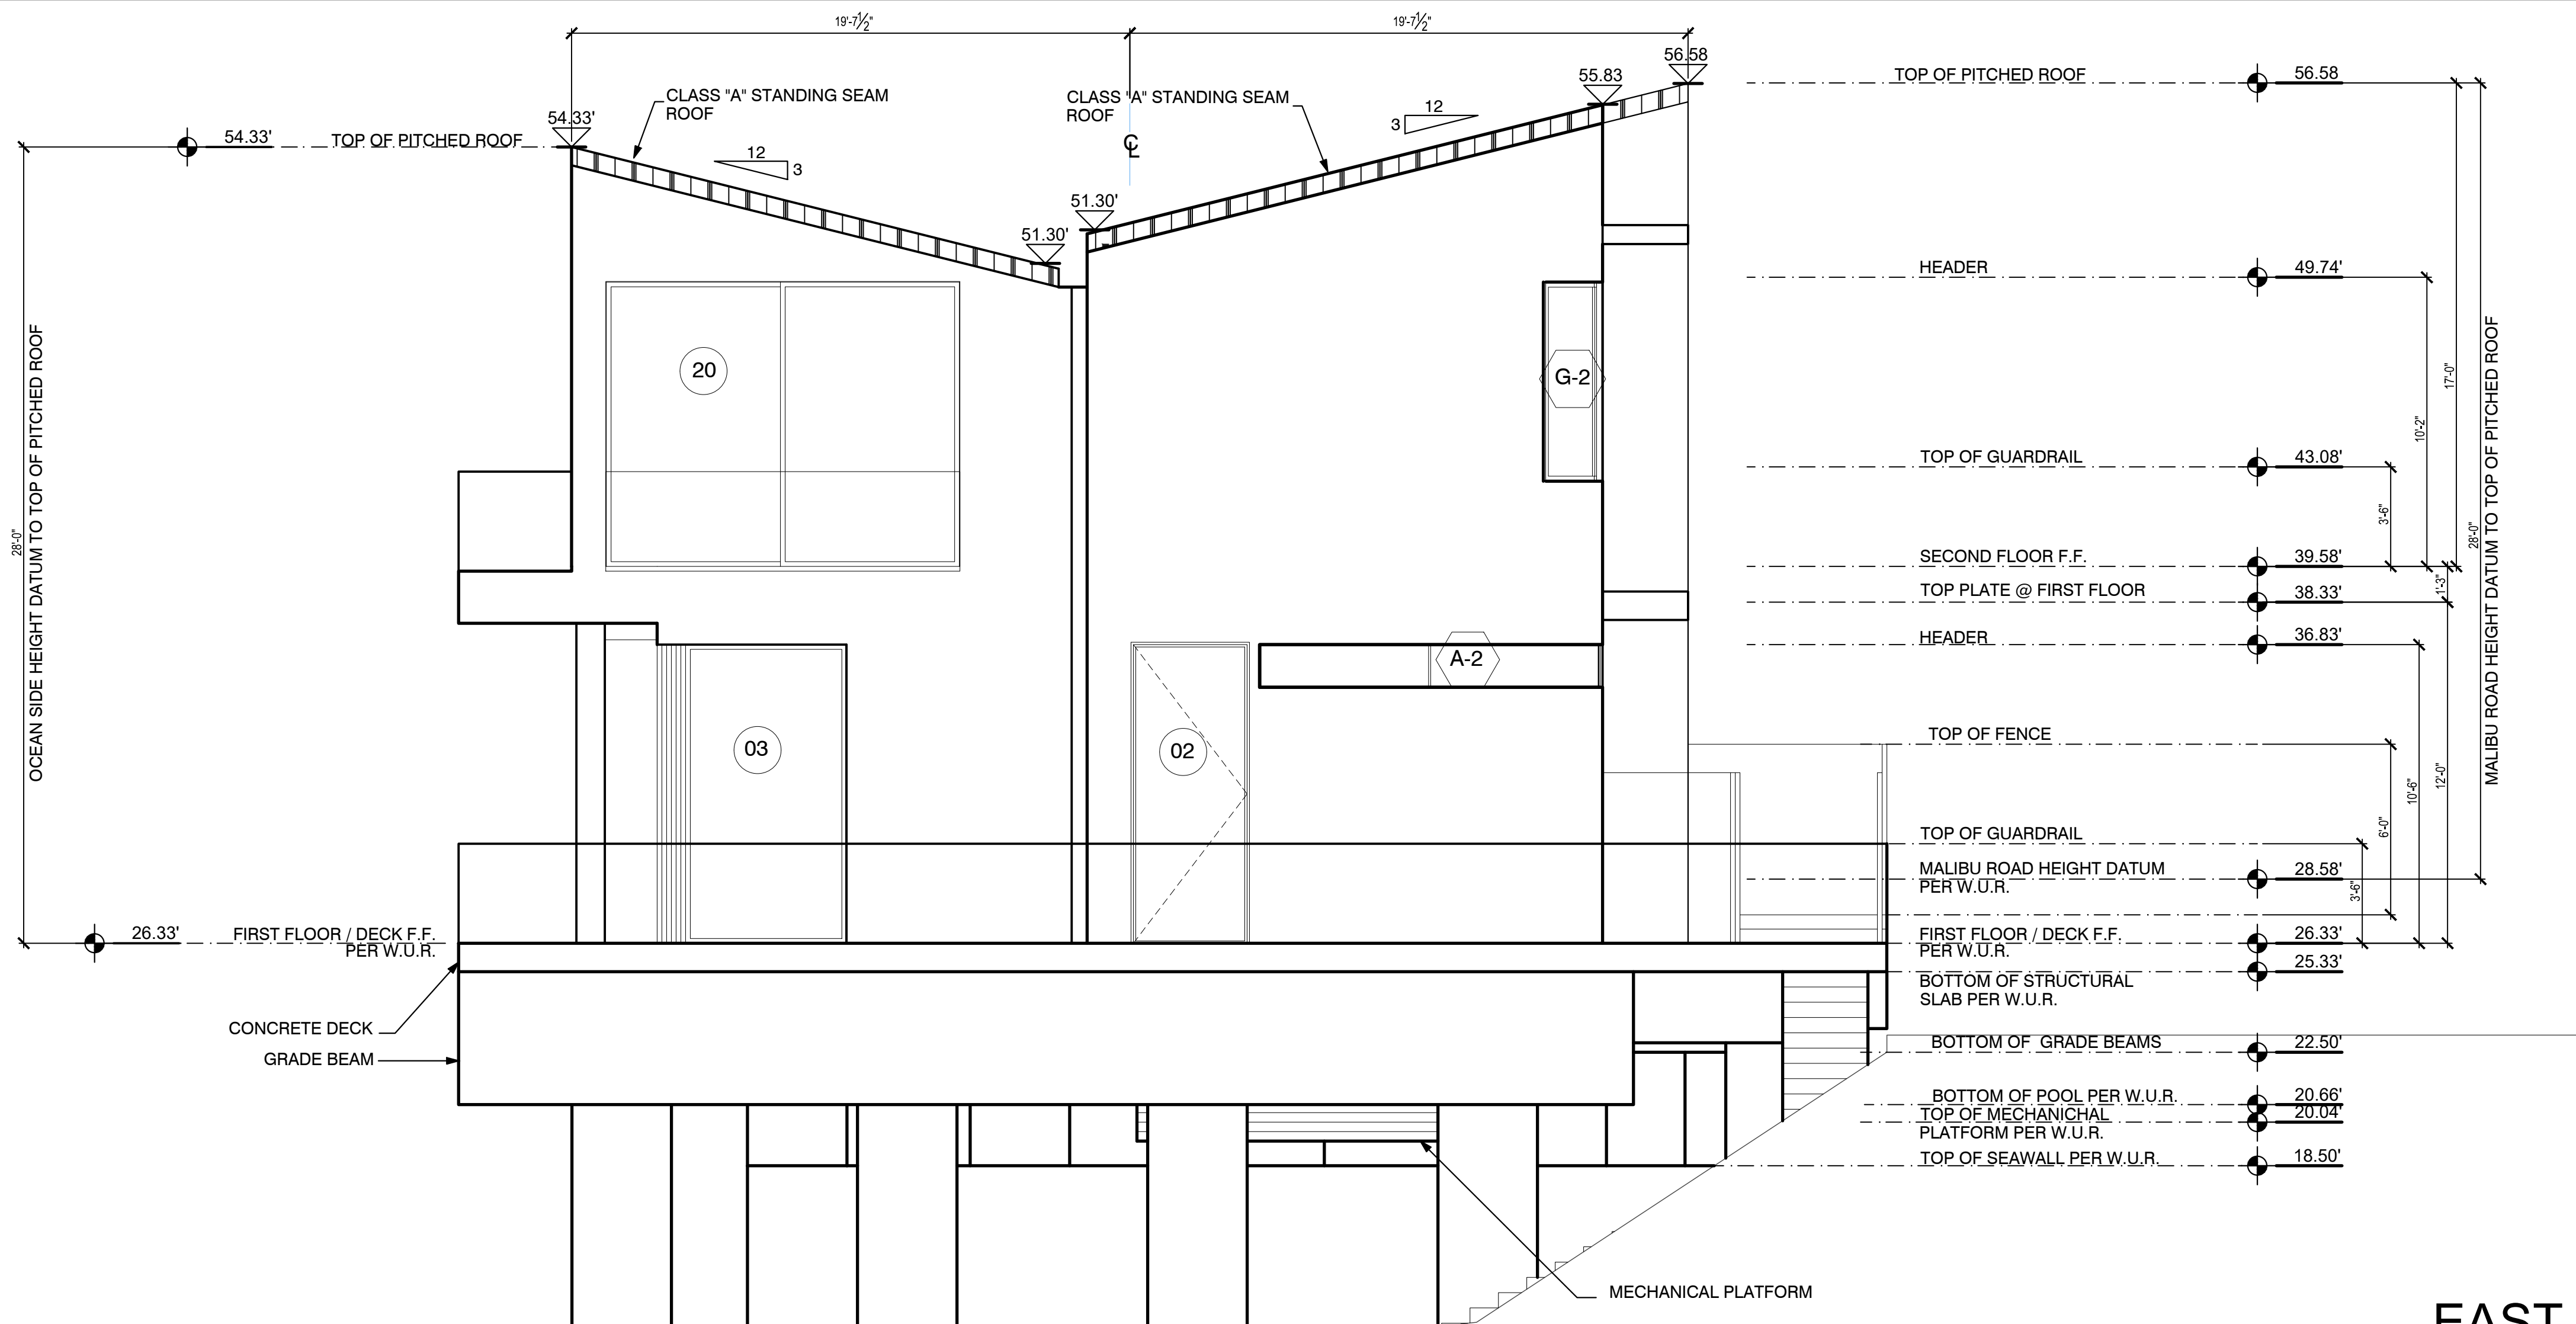 19'-7½"
19'-7½"
56.58
55.83
TOP OF PITCHED ROOF
56.58
CLASS "A" STANDING SEAM
ROOF
CLASS "A" STANDING SEAM
ROOF
54.33'
54.33'
TOP OF PITCHED ROOF
12
3
12
3
℄
51.30'
51.30'
HEADER
49.74'
20
G-2
TOP OF GUARDRAIL
43.08'
SECOND FLOOR F.F.
39.58'
TOP PLATE @ FIRST FLOOR
38.33'
HEADER
36.83'
A-2
03
02
TOP OF FENCE
TOP OF GUARDRAIL
MALIBU ROAD HEIGHT DATUM
PER W.U.R.
28.58'
26.33'
FIRST FLOOR / DECK F.F.
PER W.U.R.
FIRST FLOOR / DECK F.F.
PER W.U.R.
26.33'
25.33'
BOTTOM OF STRUCTURAL
SLAB PER W.U.R.
CONCRETE DECK
GRADE BEAM
BOTTOM OF GRADE BEAMS
22.50'
BOTTOM OF POOL PER W.U.R.
20.66'
TOP OF MECHANICHAL
PLATFORM PER W.U.R.
20.04'
TOP OF SEAWALL PER W.U.R.
18.50'
MECHANICAL PLATFORM
28'-0"
OCEAN SIDE HEIGHT DATUM TO TOP OF PITCHED ROOF
3'-6"
3'-6"
6'-0"
10'-2"
10'-6"
17'-0"
1'-3"
12'-0"
28'-0"
MALIBU ROAD HEIGHT DATUM TO TOP OF PITCHED ROOF
EAST